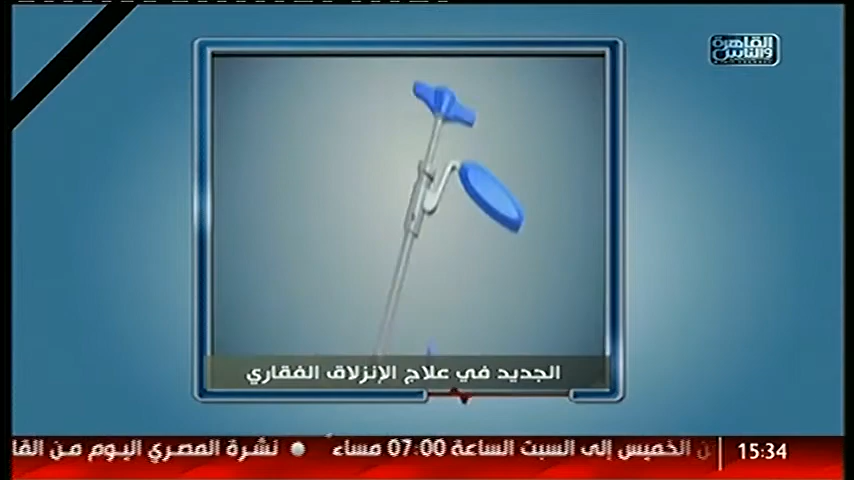 القاهرة
والناس
الجديد في علاج الإنزلاق الفقاري
الخميس إلى السبت الساعة 07:00 مساءً نشرة المصري اليوم من
15:34